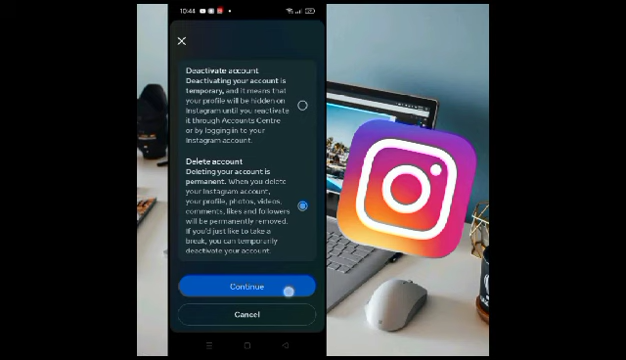 10:44
Deactivate account
Deactivating your account is
temporary, and it means that
your profile will be hidden on
Instagram until you reactivate
it through Accounts Centre
or by logging in to your
Instagram account.
Delete account
Deleting your account is
permanent. When you delete
your Instagram account,
your profile, photos, videos,
comments, likes and followers
will be permanently removed.
If you'd just like to take a
break, you can temporarily
deactivate your account.
Continue
Cancel